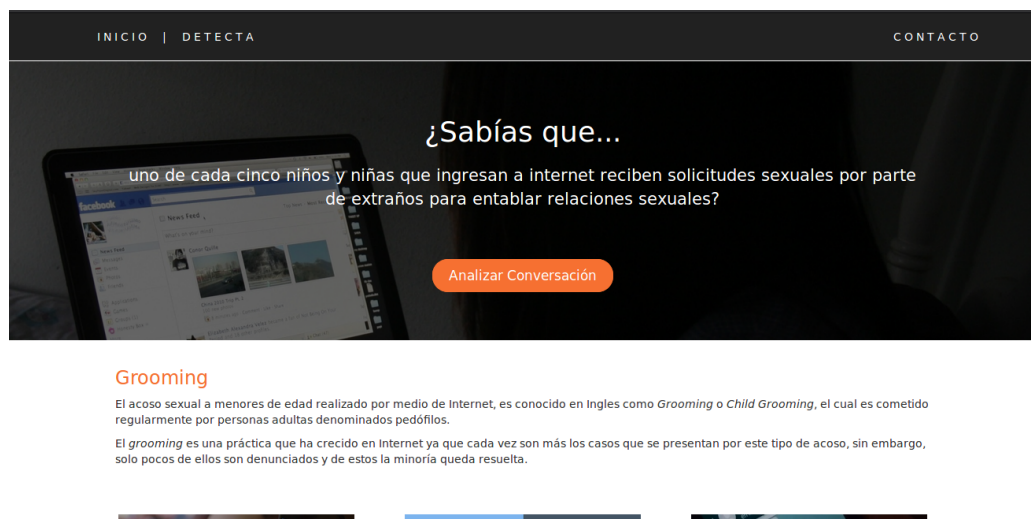 INICIO | DETECTA
CONTACTO
¿Sabías que...
uno de cada cinco niños y niñas que ingresan a internet reciben solicitudes sexuales por parte
de extraños para entablar relaciones sexuales?
facebook
News Feed
News Feed
Analizar Conversación
Grooming
El acoso sexual a menores de edad realizado por medio de Internet, es conocido en Ingles como Grooming o Child Grooming, el cual es cometido
regularmente por personas adultas denominados pedófilos.
El grooming es una práctica que ha crecido en Internet ya que cada vez son más los casos que se presentan por este tipo de acoso, sin embargo,
solo pocos de ellos son denunciados y de estos la minoría queda resuelta.